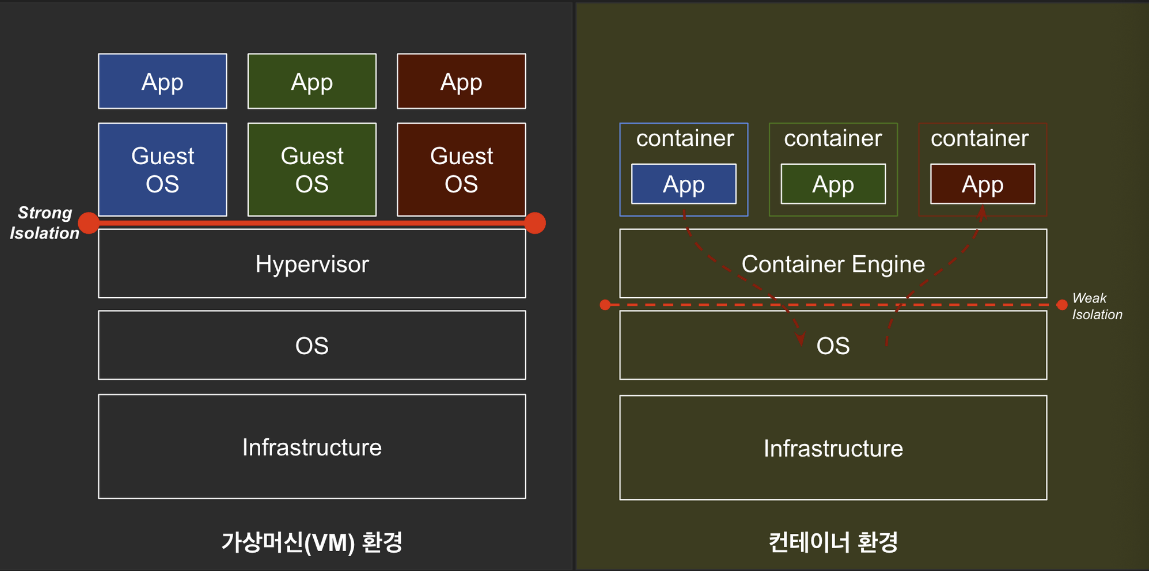 App
App
App
Guest
OS
Guest
OS
Guest
OS
Strong
Isolation
Hypervisor
OS
Infrastructure
가상머신(VM) 환경
container
App
container
App
container
App
Container Engine
Weak
Isolation
OS
Infrastructure
컨테이너 환경